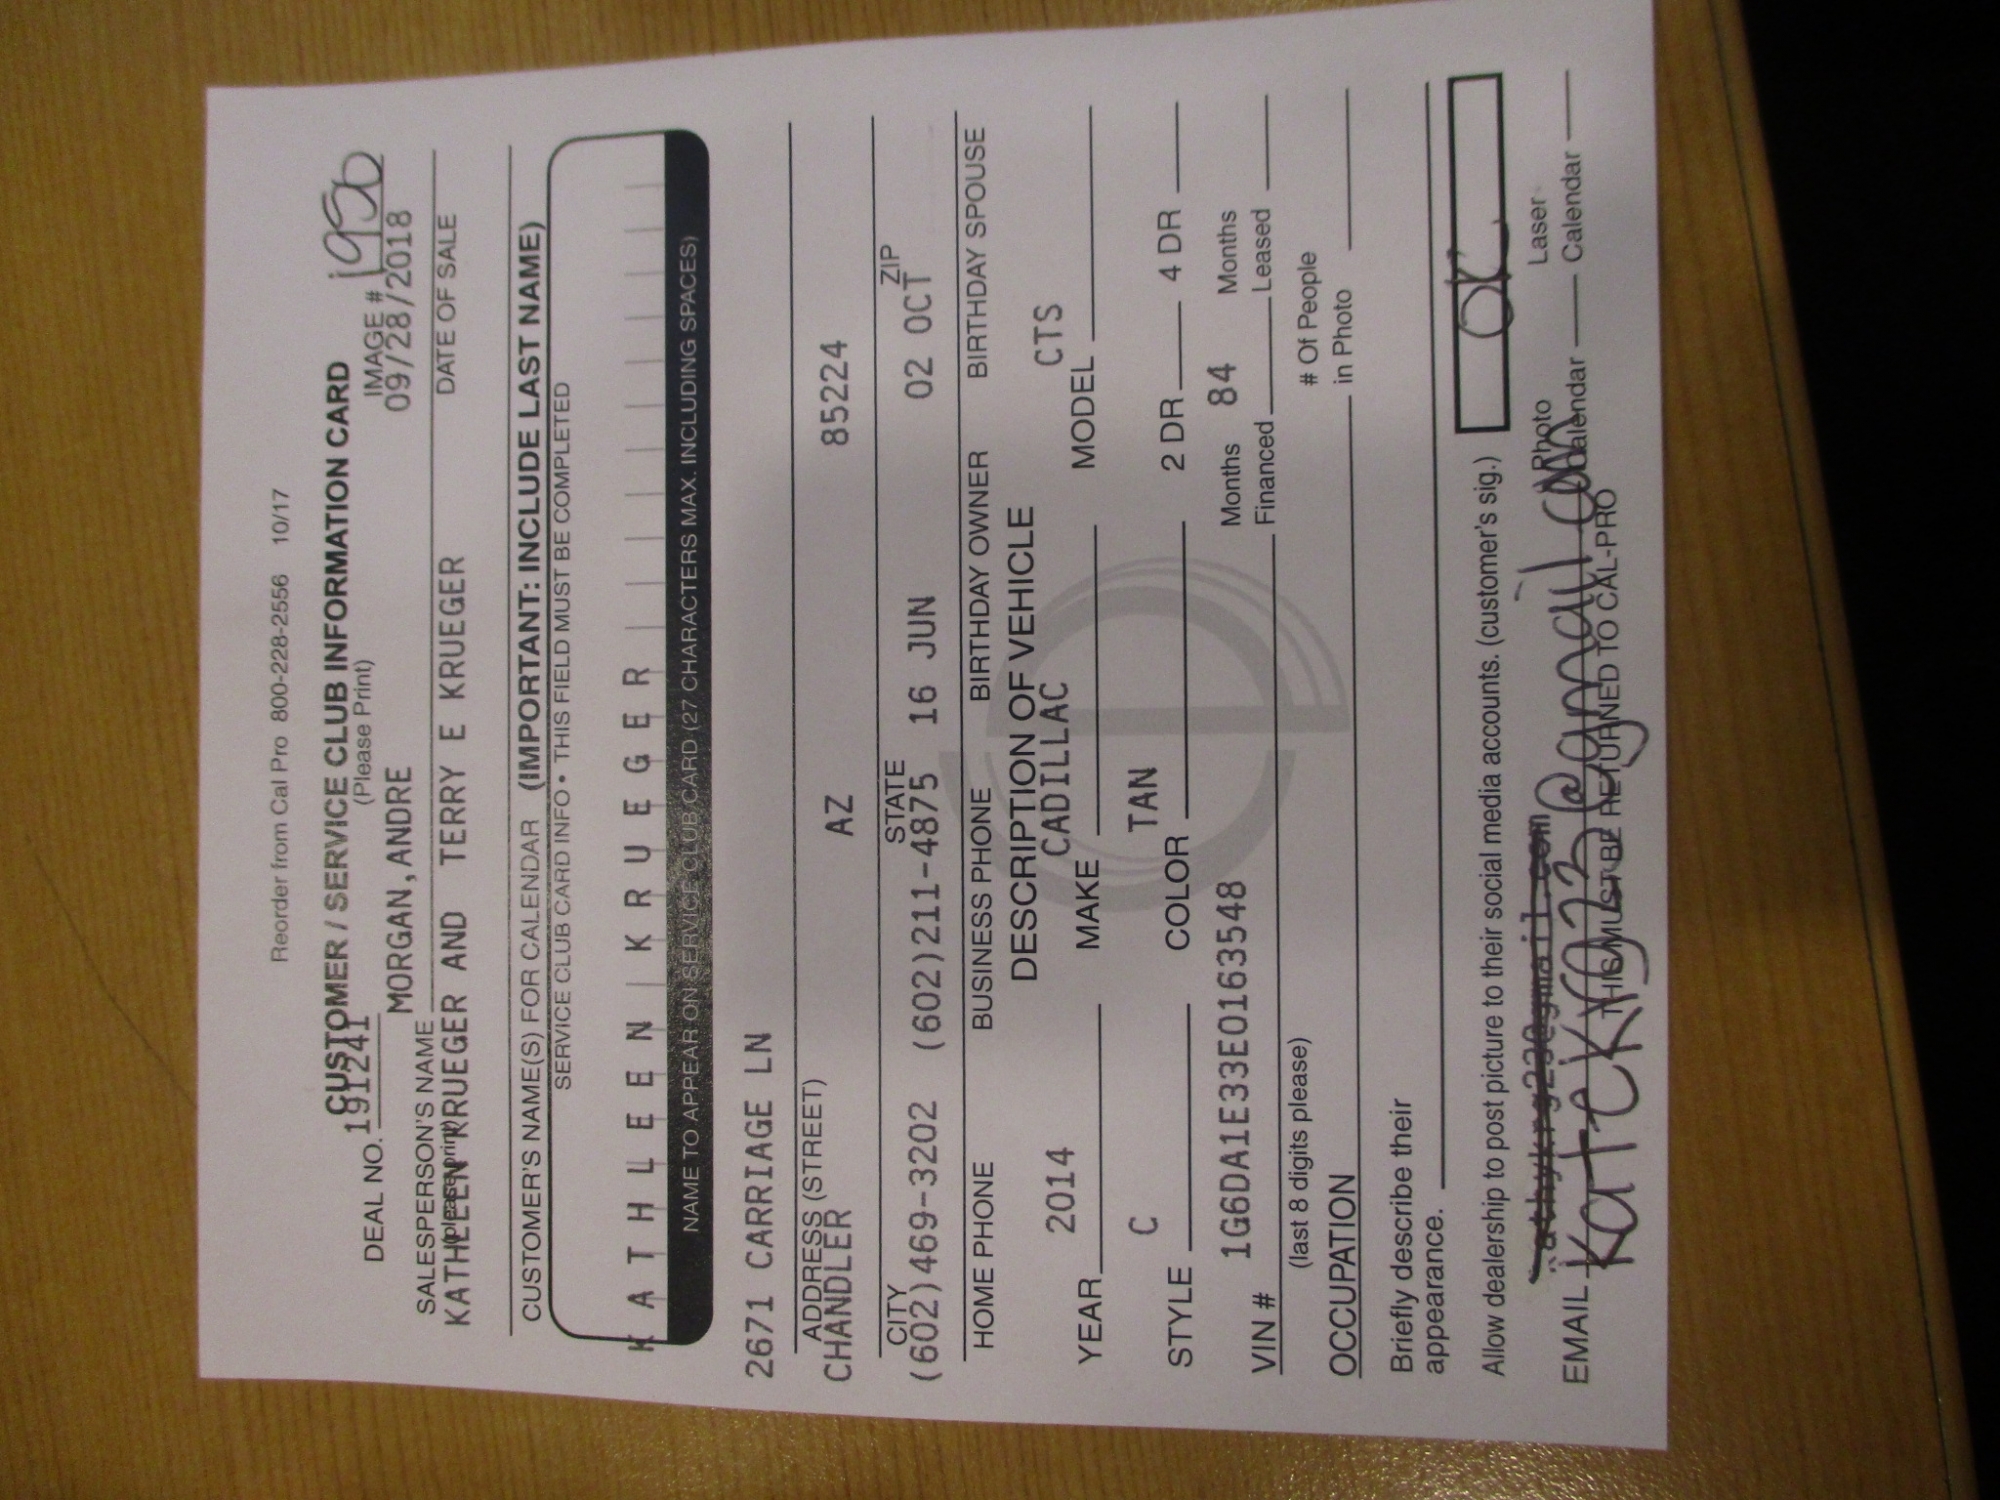 Reorder from Cal Pro 800-228-2556 10/17
CUSTOMER / SERVICE CLUB INFORMATION CARD
(Please Print)
DEAL NO. 191241
IMAGE #
MORGAN,ANDRE 09/28/2018
SALESPERSON'S NAME DATE OF SALE
(please print)
KATHLEEN KRUEGER AND TERRY E KRUEGER
CUSTOMER'S NAME(S) FOR CALENDAR (IMPORTANT: INCLUDE LAST NAME)
SERVICE CLUB CARD INFO • THIS FIELD MUST BE COMPLETED
KATHLEEN KRUEGER
NAME TO APPEAR ON SERVICE CLUB CARD (27 CHARACTERS MAX. INCLUDING SPACES)
2671 CARRIAGE LN
ADDRESS (STREET)
CHANDLER AZ 85224
CITY STATE ZIP
(602)469-3202 (602)211-4875 16 JUN 02 OCT
HOME PHONE BUSINESS PHONE BIRTHDAY OWNER BIRTHDAY SPOUSE
DESCRIPTION OF VEHICLE
YEAR 2014 MAKE CADILLAC MODEL CTS
STYLE C COLOR TAN 2 DR 4 DR
VIN # 1G6DA1E33E0163548 Months Financed 84 Months Leased
(last 8 digits please)
OCCUPATION # Of People in Photo
Briefly describe their
appearance.
Allow dealership to post picture to their social media accounts. (customer's sig.) OK
Photo Calendar Laser Calendar
EMAIL @gmail.com
THIS MUST BE RETURNED TO CAL-PRO